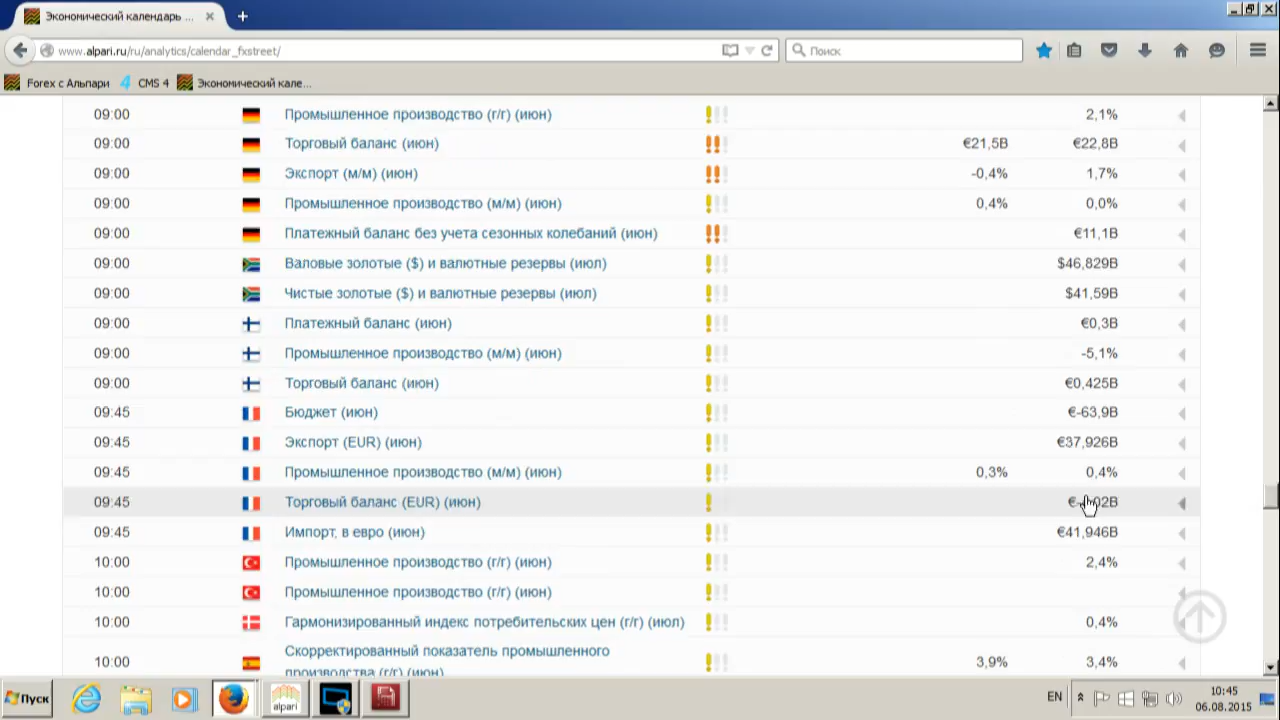 Экономический календарь ...
www.alpari.ru/ru/analytics/calendar_fxstreet/
Поиск
Forex с Альпари
CMS 4
Экономический кале...
09:00 Промышленное производство (г/г) (июн) 2,1%
09:00 Торговый баланс (июн) €21,5B €22,8B
09:00 Экспорт (м/м) (июн) -0,4% 1,7%
09:00 Промышленное производство (м/м) (июн) 0,4% 0,0%
09:00 Платежный баланс без учета сезонных колебаний (июн) €11,1B
09:00 Валовые золотые ($) и валютные резервы (июл) $46,829B
09:00 Чистые золотые ($) и валютные резервы (июл) $41,59B
09:00 Платежный баланс (июн) €0,3B
09:00 Промышленное производство (м/м) (июн) -5,1%
09:00 Торговый баланс (июн) €0,425B
09:45 Бюджет (июн) €-63,9B
09:45 Экспорт (EUR) (июн) €37,926B
09:45 Промышленное производство (м/м) (июн) 0,3% 0,4%
09:45 Торговый баланс (EUR) (июн)
09:45 Импорт, в евро (июн) €41,946B
10:00 Промышленное производство (г/г) (июн) 2,4%
10:00 Промышленное производство (г/г) (июн)
10:00 Гармонизированный индекс потребительских цен (г/г) (июл) 0,4%
10:00 Скорректированный показатель промышленного 3,9% 3,4%
производства (г/г) (июн)
Пуск
alpari
EN
10:45
06.08.2015